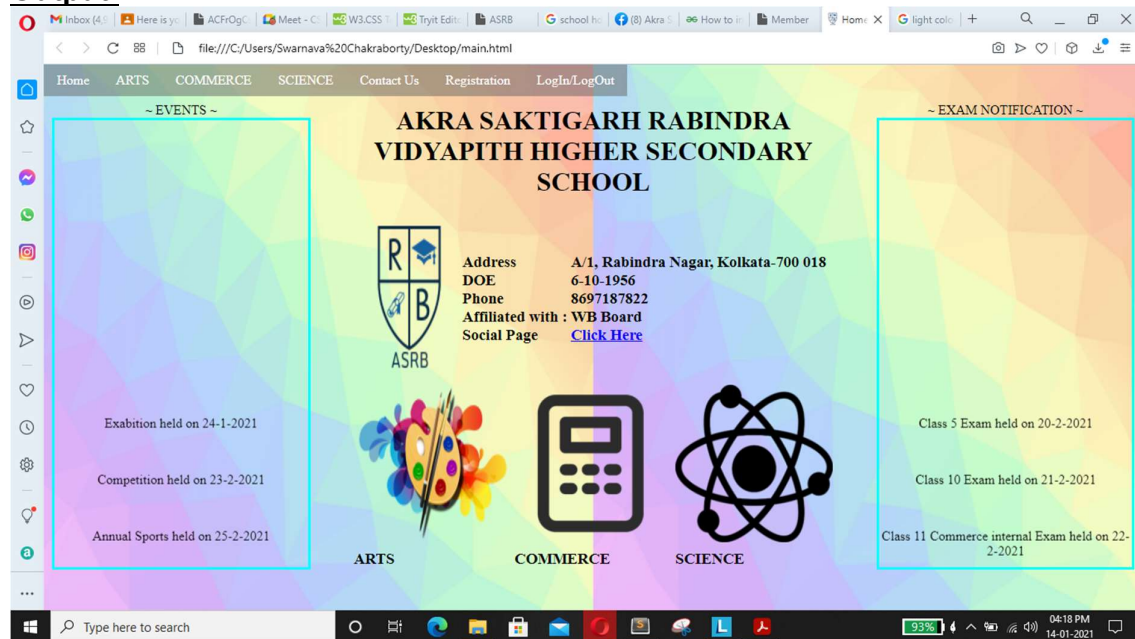 Inbox (4,
Here is yo
ACFrOgC
Meet - C
W3.CSS T
Tryit Edito
ASRB
G school ho
(8) Akra S
How to in
Member
Home X
light colo
file:///C:/Users/Swarnava%20Chakraborty/Desktop/main.html
Home ARTS COMMERCE SCIENCE Contact Us Registration LogIn/LogOut
~ EVENTS ~
Exabition held on 24-1-2021
Competition held on 23-2-2021
Annual Sports held on 25-2-2021
AKRA SAKTIGARH RABINDRA
VIDYAPITH HIGHER SECONDARY
SCHOOL
R
B
ASRB
Address A/1, Rabindra Nagar, Kolkata-700 018
DOE 6-10-1956
Phone 8697187822
Affiliated with : WB Board
Social Page Click Here
ARTS COMMERCE SCIENCE
~ EXAM NOTIFICATION ~
Class 5 Exam held on 20-2-2021
Class 10 Exam held on 21-2-2021
Class 11 Commerce internal Exam held on 22-
2-2021
Type here to search
93%
04:18 PM
14-01-2021